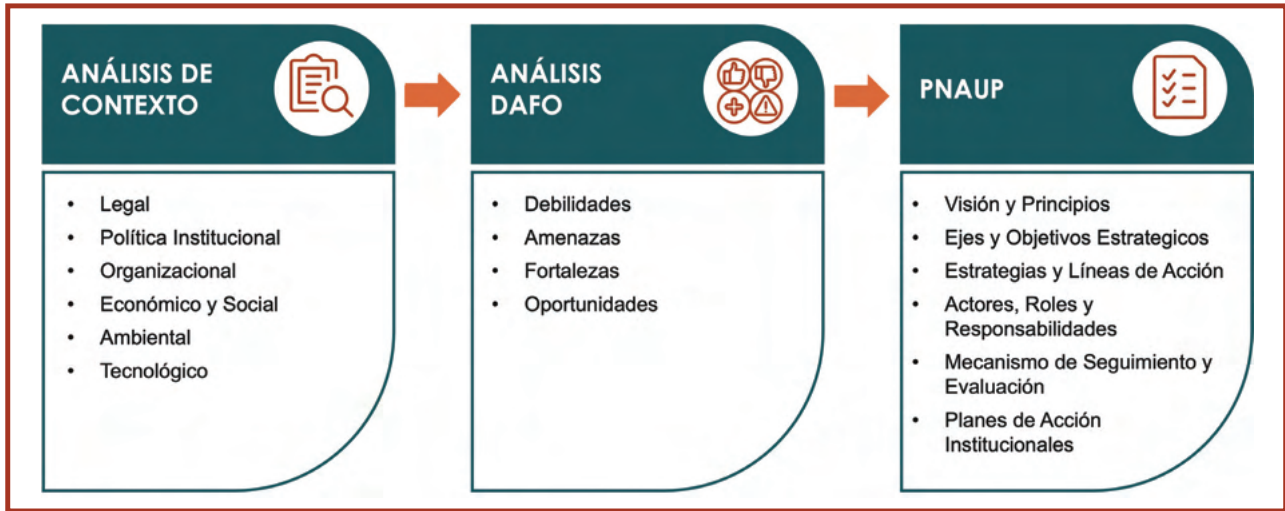 ANÁLISIS DE
CONTEXTO
• Legal
• Política Institucional
• Organizacional
• Económico y Social
• Ambiental
• Tecnológico
ANÁLISIS
DAFO
• Debilidades
• Amenazas
• Fortalezas
• Oportunidades
PNAUP
• Visión y Principios
• Ejes y Objetivos Estrategicos
• Estrategias y Líneas de Acción
• Actores, Roles y
Responsabilidades
• Mecanismo de Seguimiento y
Evaluación
• Planes de Acción
Institucionales